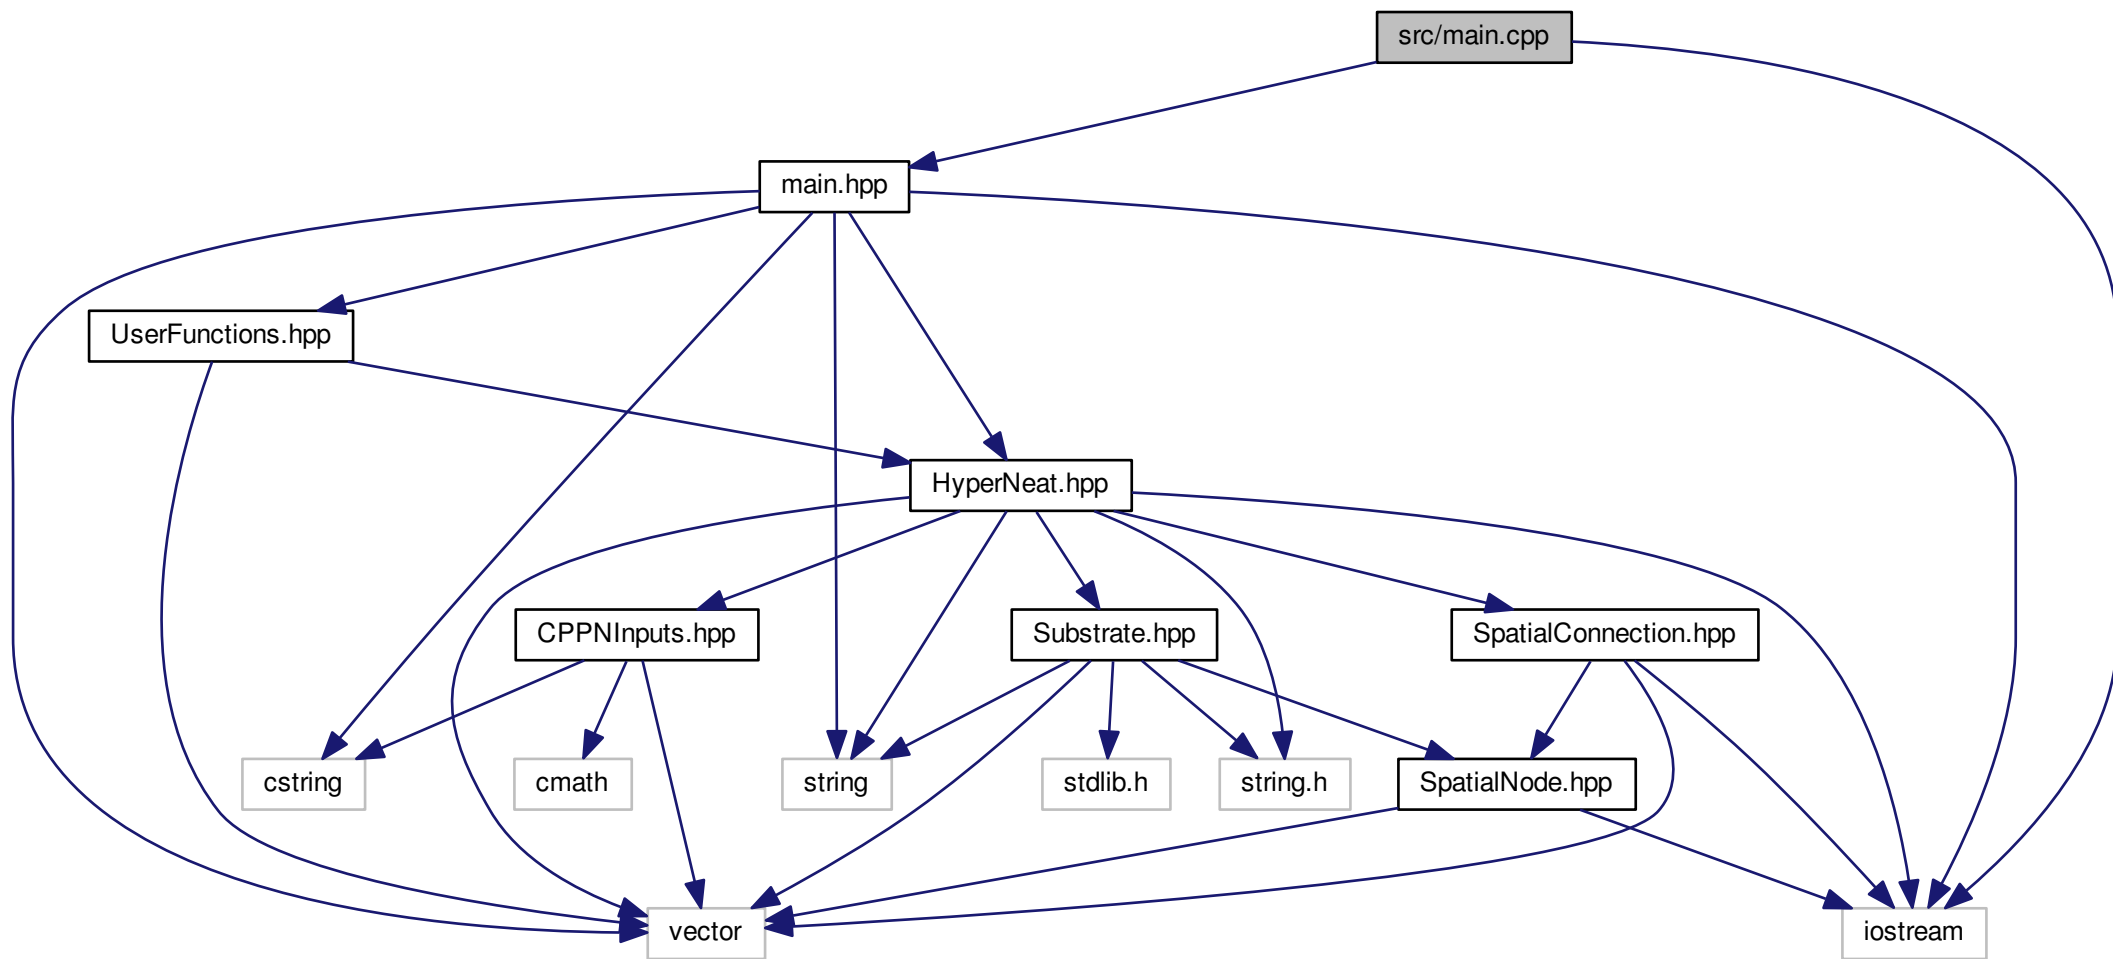 src/main.cpp
main.hpp
UserFunctions.hpp
HyperNeat.hpp
CPPNInputs.hpp
Substrate.hpp
SpatialConnection.hpp
cstring
cmath
string
stdlib.h
string.h
SpatialNode.hpp
vector
iostream